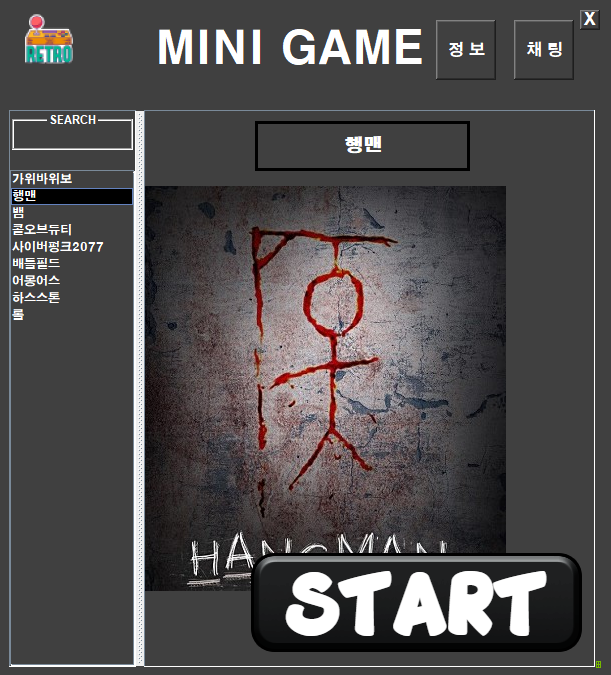 RETRO
MINI GAME
정 보
채 팅
X
SEARCH
행맨
가위바위보
행맨
뱀
콜오브듀티
사이버펑크2077
배틀필드
어몽어스
하스스톤
롤
HANGMAN
START